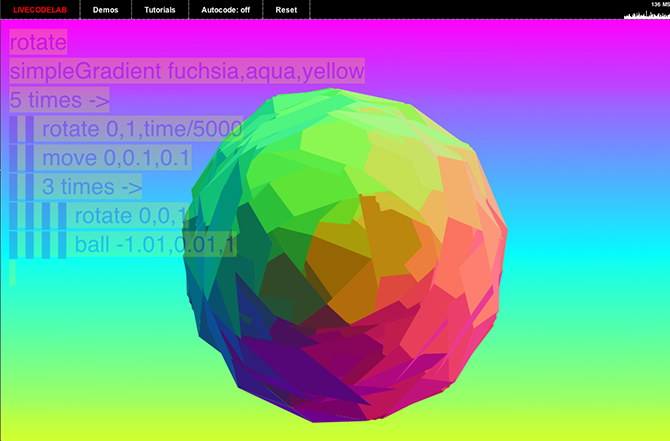 LIVECODELAB Demos Tutorials Autocode: off Reset 136 MS
rotate
simpleGradient fuchsia,aqua,yellow
5 times ->
rotate 0,1,time/5000
move 0,0.1,0.1
3 times ->
rotate 0,0,1
ball -1.01,0.01,1